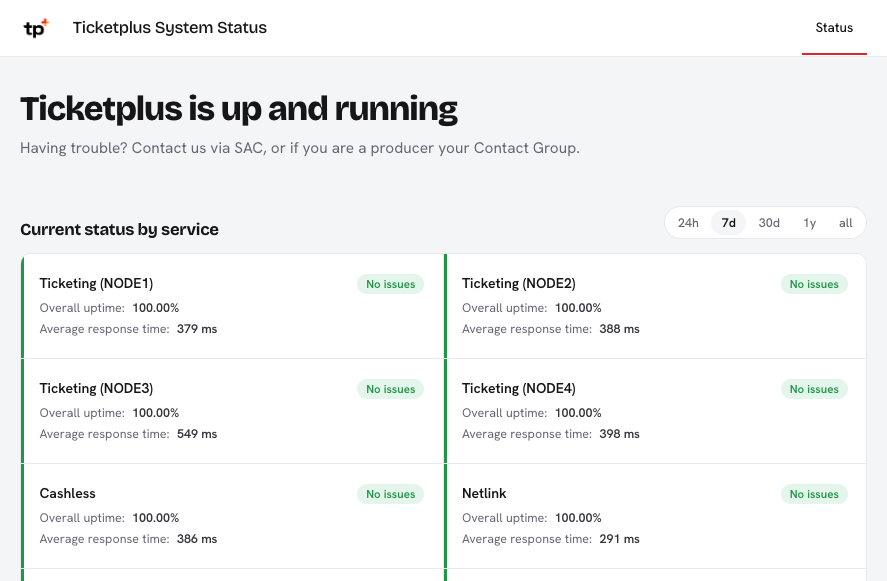 tp Ticketplus System Status Status
Ticketplus is up and running
Having trouble? Contact us via SAC, or if you are a producer your Contact Group.
Current status by service 24h 7d 30d 1y all
Ticketing (NODE1) No issues
Overall uptime: 100.00%
Average response time: 379 ms
Ticketing (NODE2) No issues
Overall uptime: 100.00%
Average response time: 388 ms
Ticketing (NODE3) No issues
Overall uptime: 100.00%
Average response time: 549 ms
Ticketing (NODE4) No issues
Overall uptime: 100.00%
Average response time: 398 ms
Cashless No issues
Overall uptime: 100.00%
Average response time: 386 ms
Netlink No issues
Overall uptime: 100.00%
Average response time: 291 ms